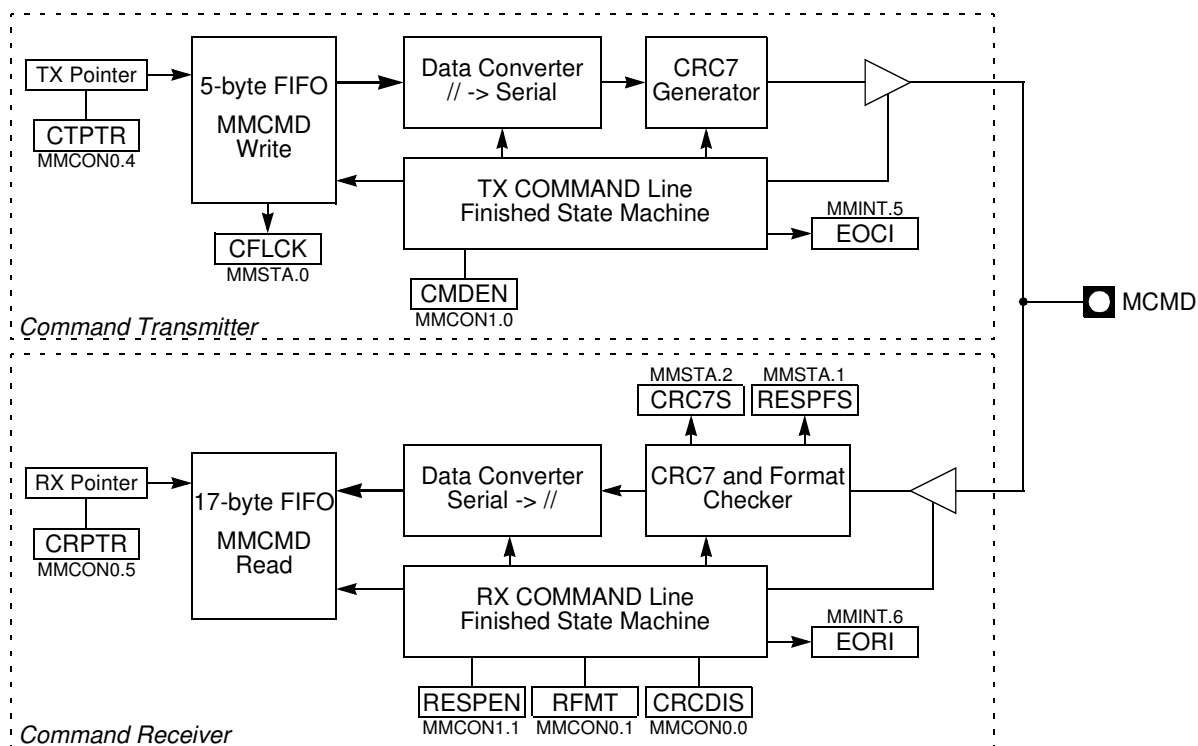 TX Pointer
CTPTR
MMCON0.4
5-byte FIFO
MMCMD
Write
CFLCK
MMSTA.0
Data Converter
// -> Serial
CRC7
Generator
TX COMMAND Line
Finished State Machine
CMDEN
MMCON1.0
MMINT.5
EOCI
Command Transmitter
MCMD
MMSTA.2
CRC7S
MMSTA.1
RESPFS
RX Pointer
CRPTR
MMCON0.5
17-byte FIFO
MMCMD
Read
Data Converter
Serial -> //
CRC7 and Format
Checker
RX COMMAND Line
Finished State Machine
MMINT.6
EORI
RESPEN
MMCON1.1
RFMT
MMCON0.1
CRCDIS
MMCON0.0
Command Receiver